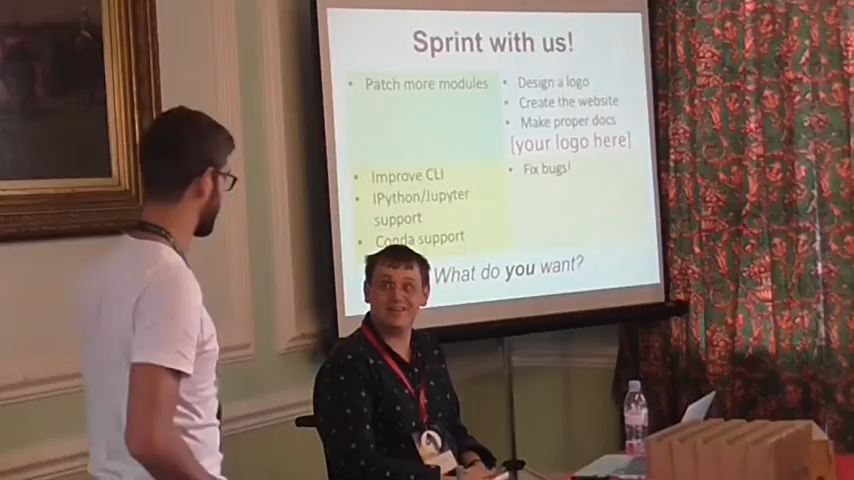 Sprint with us!
• Patch more modules
• Improve CLI
• IPython/Jupyter
support
• Conda support
• Design a logo
• Create the website
• Make proper docs
[your logo here]
• Fix bugs!
What do you want?